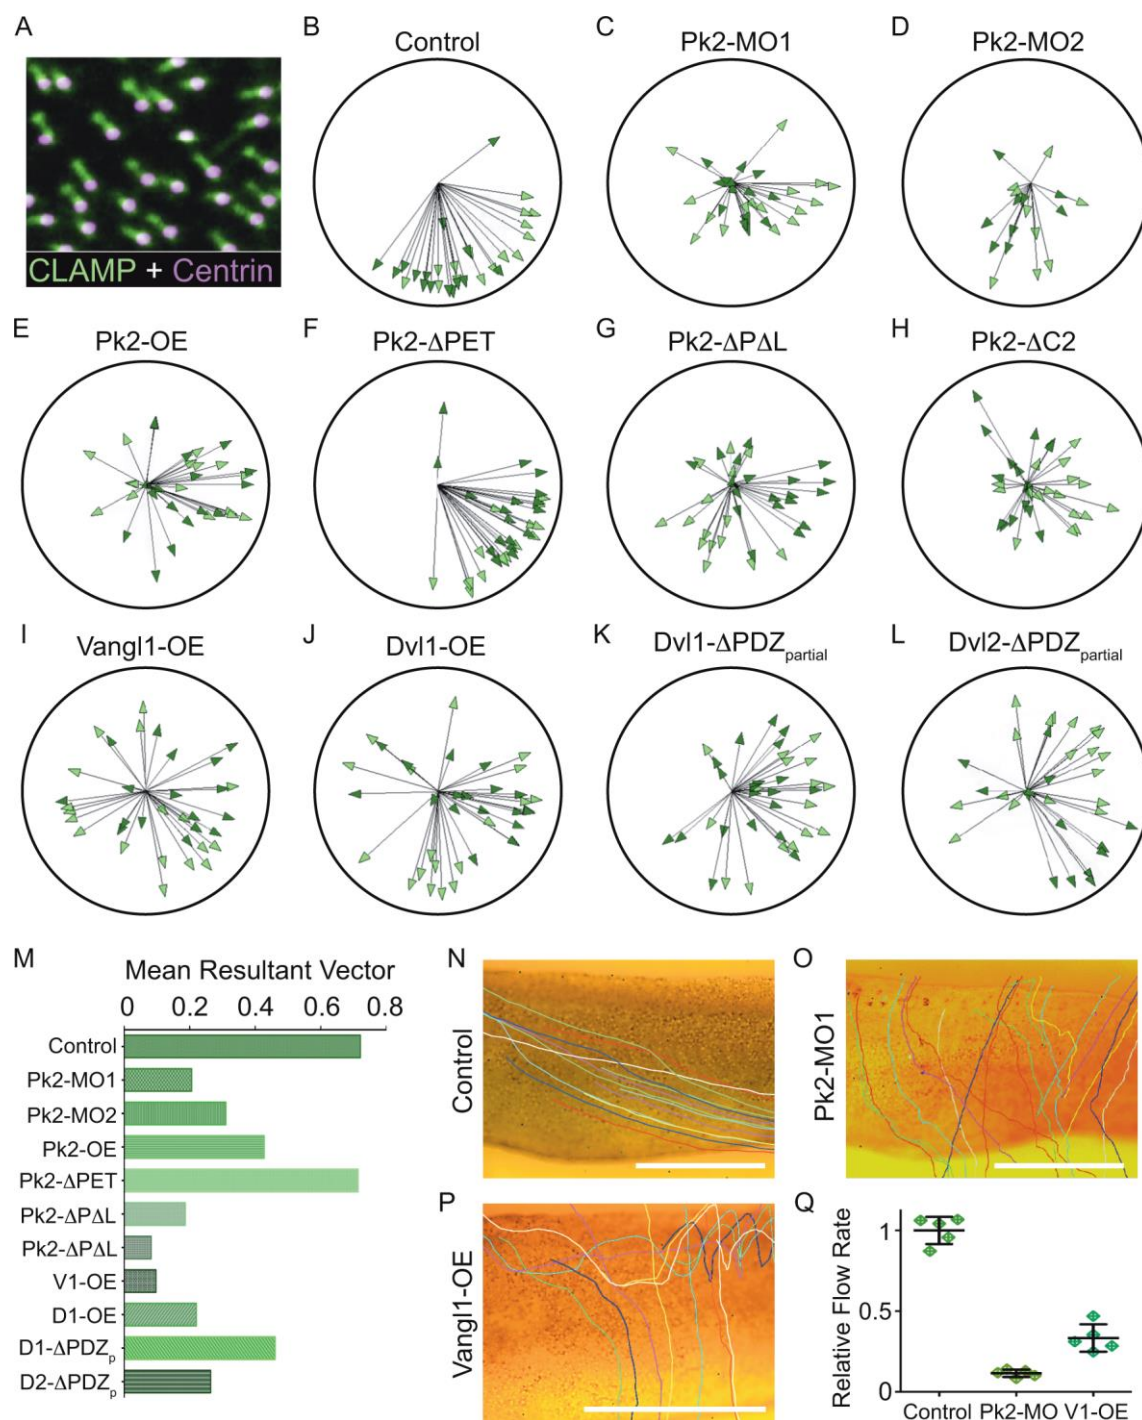 A
CLAMP + Centrin
B
Control
C
Pk2-MO1
D
Pk2-MO2
E
Pk2-OE
F
Pk2-ΔPET
G
Pk2-ΔPΔL
H
Pk2-ΔC2
I
Vangl1-OE
J
Dvl1-OE
K
Dvl1-ΔPDZpartial
L
Dvl2-ΔPDZpartial
M
Mean Resultant Vector
0 0.2 0.4 0.6 0.8
Control
Pk2-MO1
Pk2-MO2
Pk2-OE
Pk2-ΔPET
Pk2-ΔPΔL
Pk2-ΔPΔL
V1-OE
D1-OE
D1-ΔPDZp
D2-ΔPDZp
N
Control
O
Pk2-MO1
P
Vangl1-OE
Q
Relative Flow Rate
1
0.5
0
Control Pk2-MO V1-OE